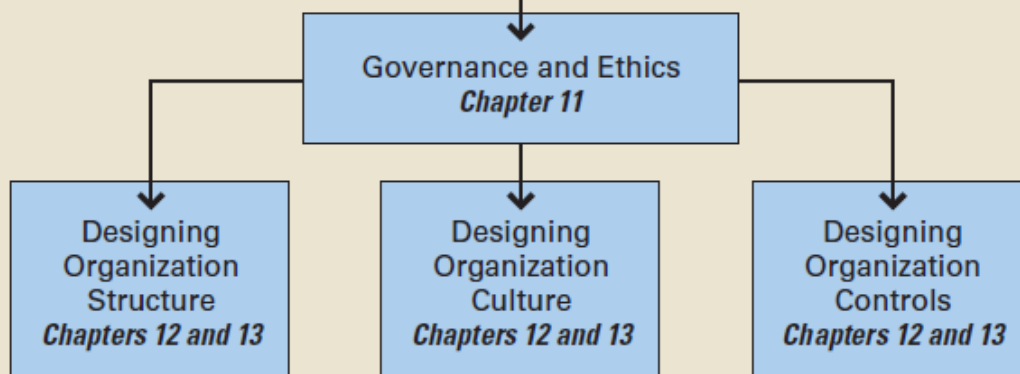 Governance and Ethics
Chapter 11
Designing
Organization
Structure
Chapters 12 and 13
Designing
Organization
Culture
Chapters 12 and 13
Designing
Organization
Controls
Chapters 12 and 13